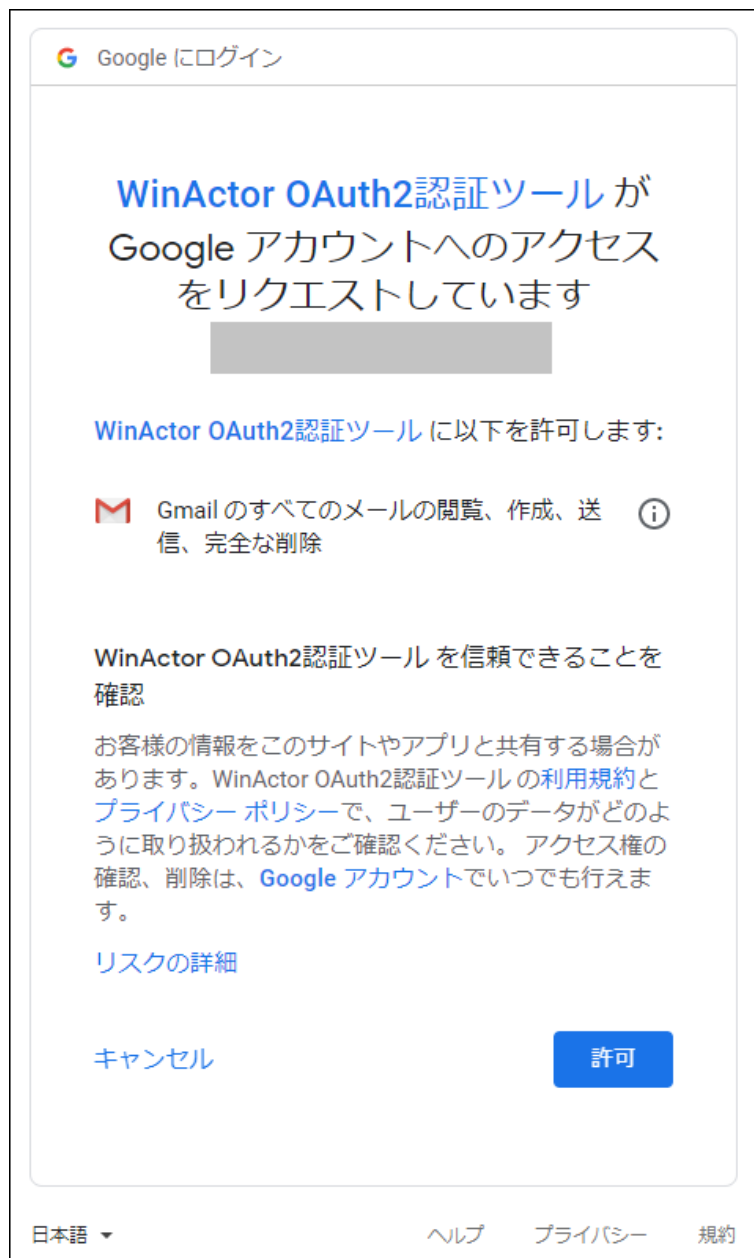 Google にログイン
WinActor OAuth2認証ツール が
Google アカウントへのアクセス
をリクエストしています
WinActor OAuth2認証ツール に以下を許可します:
Gmail のすべてのメールの閲覧、作成、送
信、完全な削除
WinActor OAuth2認証ツール を信頼できることを
確認
お客様の情報をこのサイトやアプリと共有する場合が
あります。WinActor OAuth2認証ツール の利用規約と
プライバシー ポリシーで、ユーザーのデータがどのよ
うに取り扱われるかをご確認ください。 アクセス権の
確認、削除は、Google アカウントでいつでも行えま
す。
リスクの詳細
キャンセル
許可
日本語
ヘルプ
プライバシー
規約